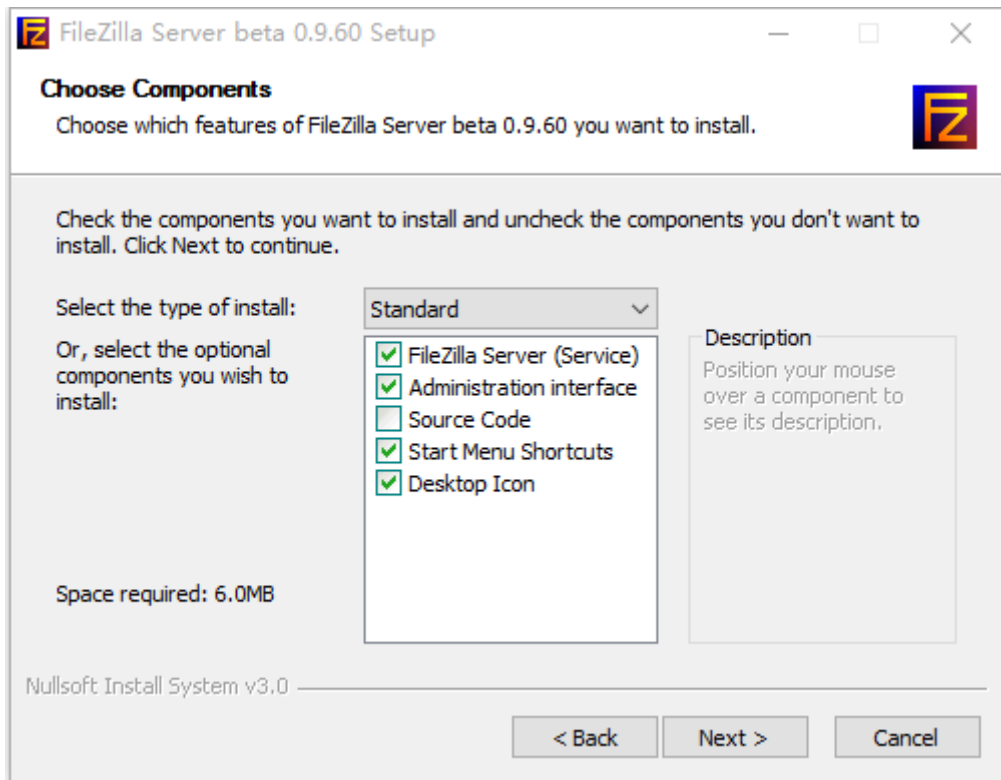 FileZilla Server beta 0.9.60 Setup
Choose Components
Choose which features of FileZilla Server beta 0.9.60 you want to install.
FZ
Check the components you want to install and uncheck the components you don't want to
install. Click Next to continue.
Select the type of install:
Standard
Or, select the optional
components you wish to
install:
FileZilla Server (Service)
Administration interface
Source Code
Start Menu Shortcuts
Desktop Icon
Description
Position your mouse
over a component to
see its description.
Space required: 6.0MB
Nullsoft Install System v3.0
< Back
Next >
Cancel